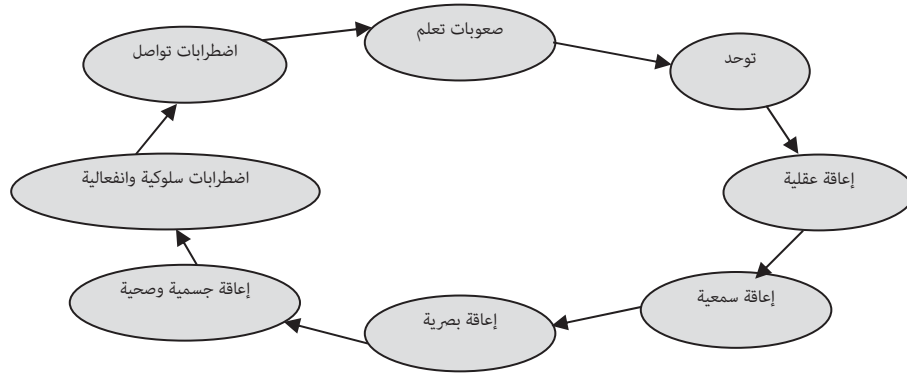 صعوبات تعلم
توحد
إعاقة عقلية
إعاقة سمعية
إعاقة بصرية
إعاقة جسمية وصحية
اضطرابات سلوكية وانفعالية
اضطرابات تواصل